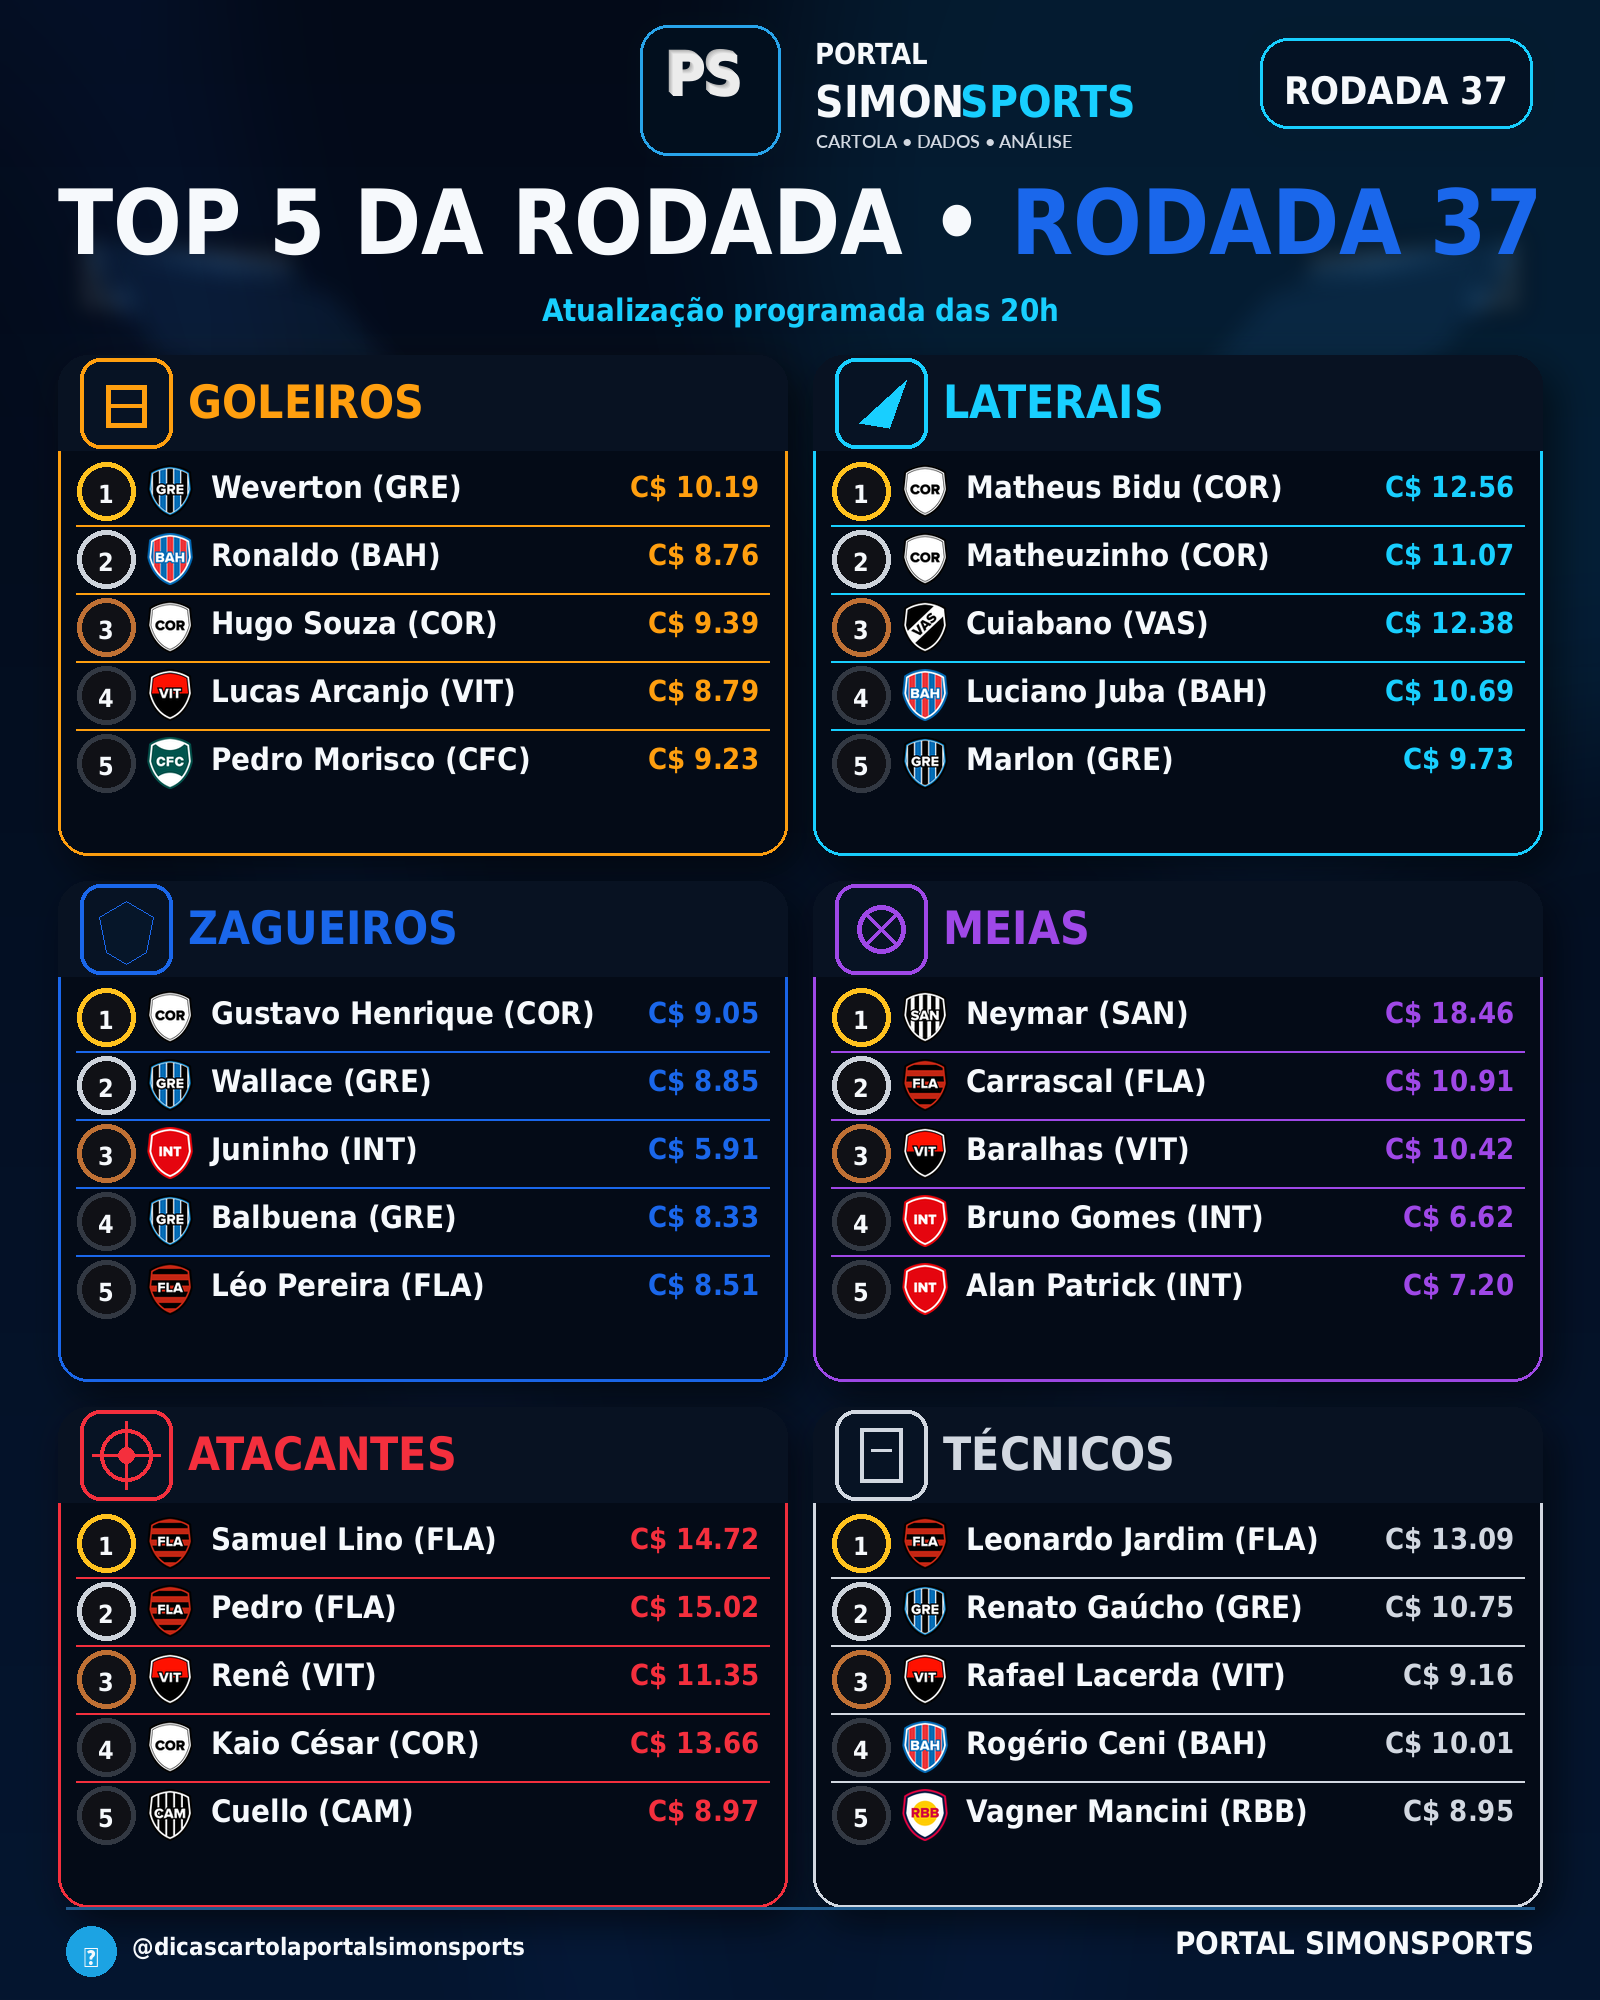 PS
PORTAL
SIMONSPORTS
CARTOLA • DADOS • ANÁLISE
RODADA 37
TOP 5 DA RODADA • RODADA 37
Atualização programada das 20h
GOLEIROS
1 GRE Weverton (GRE) C$ 10.19
2 BAH Ronaldo (BAH) C$ 8.76
3 COR Hugo Souza (COR) C$ 9.39
4 VIT Lucas Arcanjo (VIT) C$ 8.79
5 CFC Pedro Morisco (CFC) C$ 9.23
LATERAIS
1 COR Matheus Bidu (COR) C$ 12.56
2 COR Matheuzinho (COR) C$ 11.07
3 VAS Cuiabano (VAS) C$ 12.38
4 BAH Luciano Juba (BAH) C$ 10.69
5 GRE Marlon (GRE) C$ 9.73
ZAGUEIROS
1 COR Gustavo Henrique (COR) C$ 9.05
2 GRE Wallace (GRE) C$ 8.85
3 INT Juninho (INT) C$ 5.91
4 GRE Balbuena (GRE) C$ 8.33
5 FLA Léo Pereira (FLA) C$ 8.51
MEIAS
1 SAN Neymar (SAN) C$ 18.46
2 FLA Carrascal (FLA) C$ 10.91
3 VIT Baralhas (VIT) C$ 10.42
4 INT Bruno Gomes (INT) C$ 6.62
5 INT Alan Patrick (INT) C$ 7.20
ATACANTES
1 FLA Samuel Lino (FLA) C$ 14.72
2 FLA Pedro (FLA) C$ 15.02
3 VIT Renê (VIT) C$ 11.35
4 COR Kaio César (COR) C$ 13.66
5 CAM Cuello (CAM) C$ 8.97
TÉCNICOS
1 FLA Leonardo Jardim (FLA) C$ 13.09
2 GRE Renato Gaúcho (GRE) C$ 10.75
3 VIT Rafael Lacerda (VIT) C$ 9.16
4 BAH Rogério Ceni (BAH) C$ 10.01
5 RBB Vagner Mancini (RBB) C$ 8.95
@dicascartolaportalsimonsports
PORTAL SIMONSPORTS